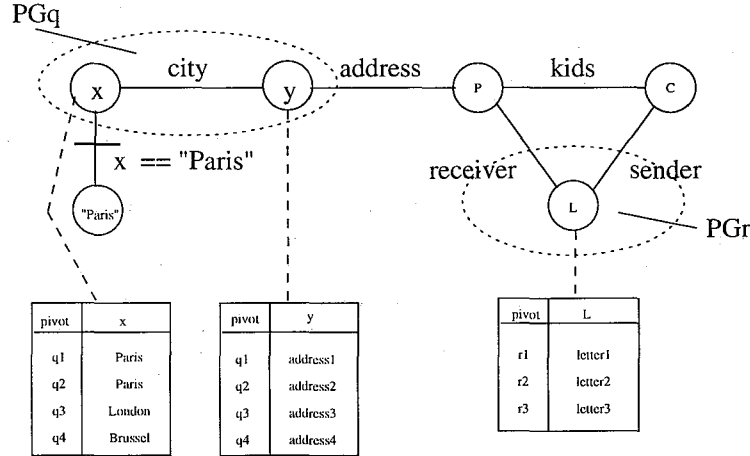 PGq
city
address
kids
x
y
P
C
x == "Paris"
receiver
sender
"Paris"
L
PGr
pivot x
q1 Paris
q2 Paris
q3 London
q4 Brussel
pivot y
q1 address1
q2 address2
q3 address3
q4 address4
pivot L
r1 letter1
r2 letter2
r3 letter3